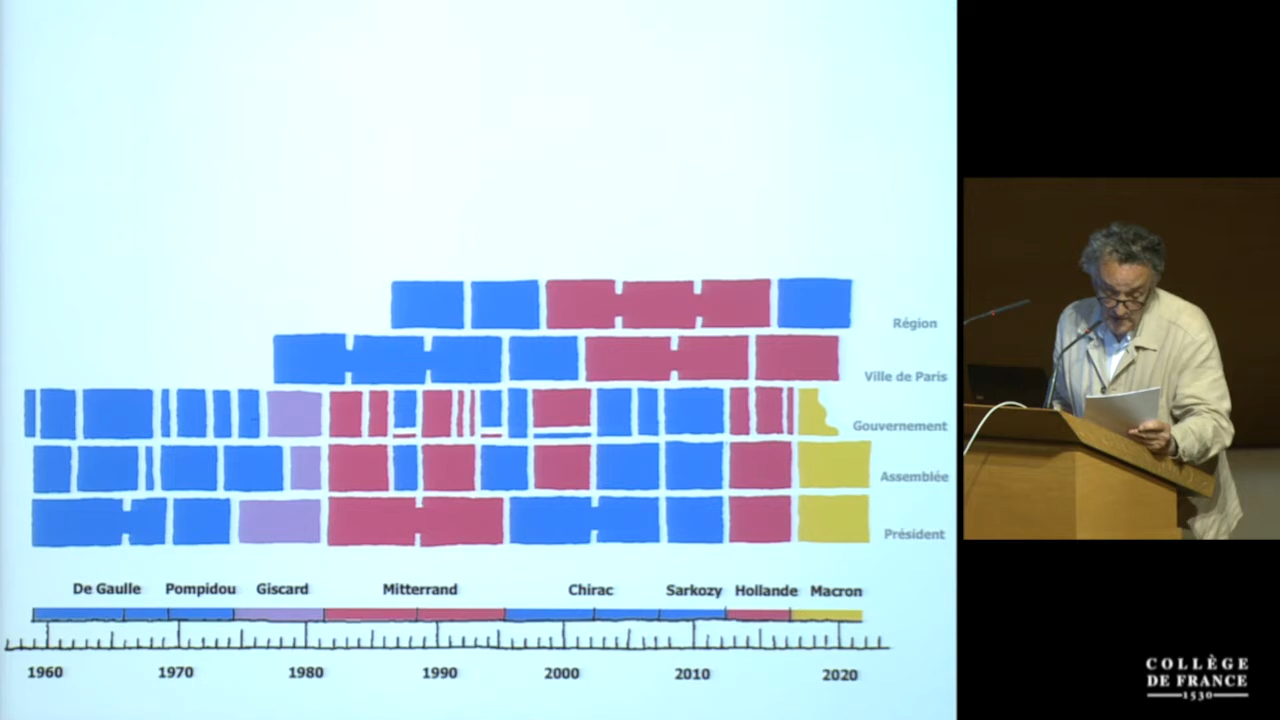 Région
Ville de Paris
Gouvernement
Assemblée
Président
De Gaulle Pompidou Giscard Mitterrand Chirac Sarkozy Hollande Macron
1960 1970 1980 1990 2000 2010 2020
COLLÈGE
DE FRANCE
1530